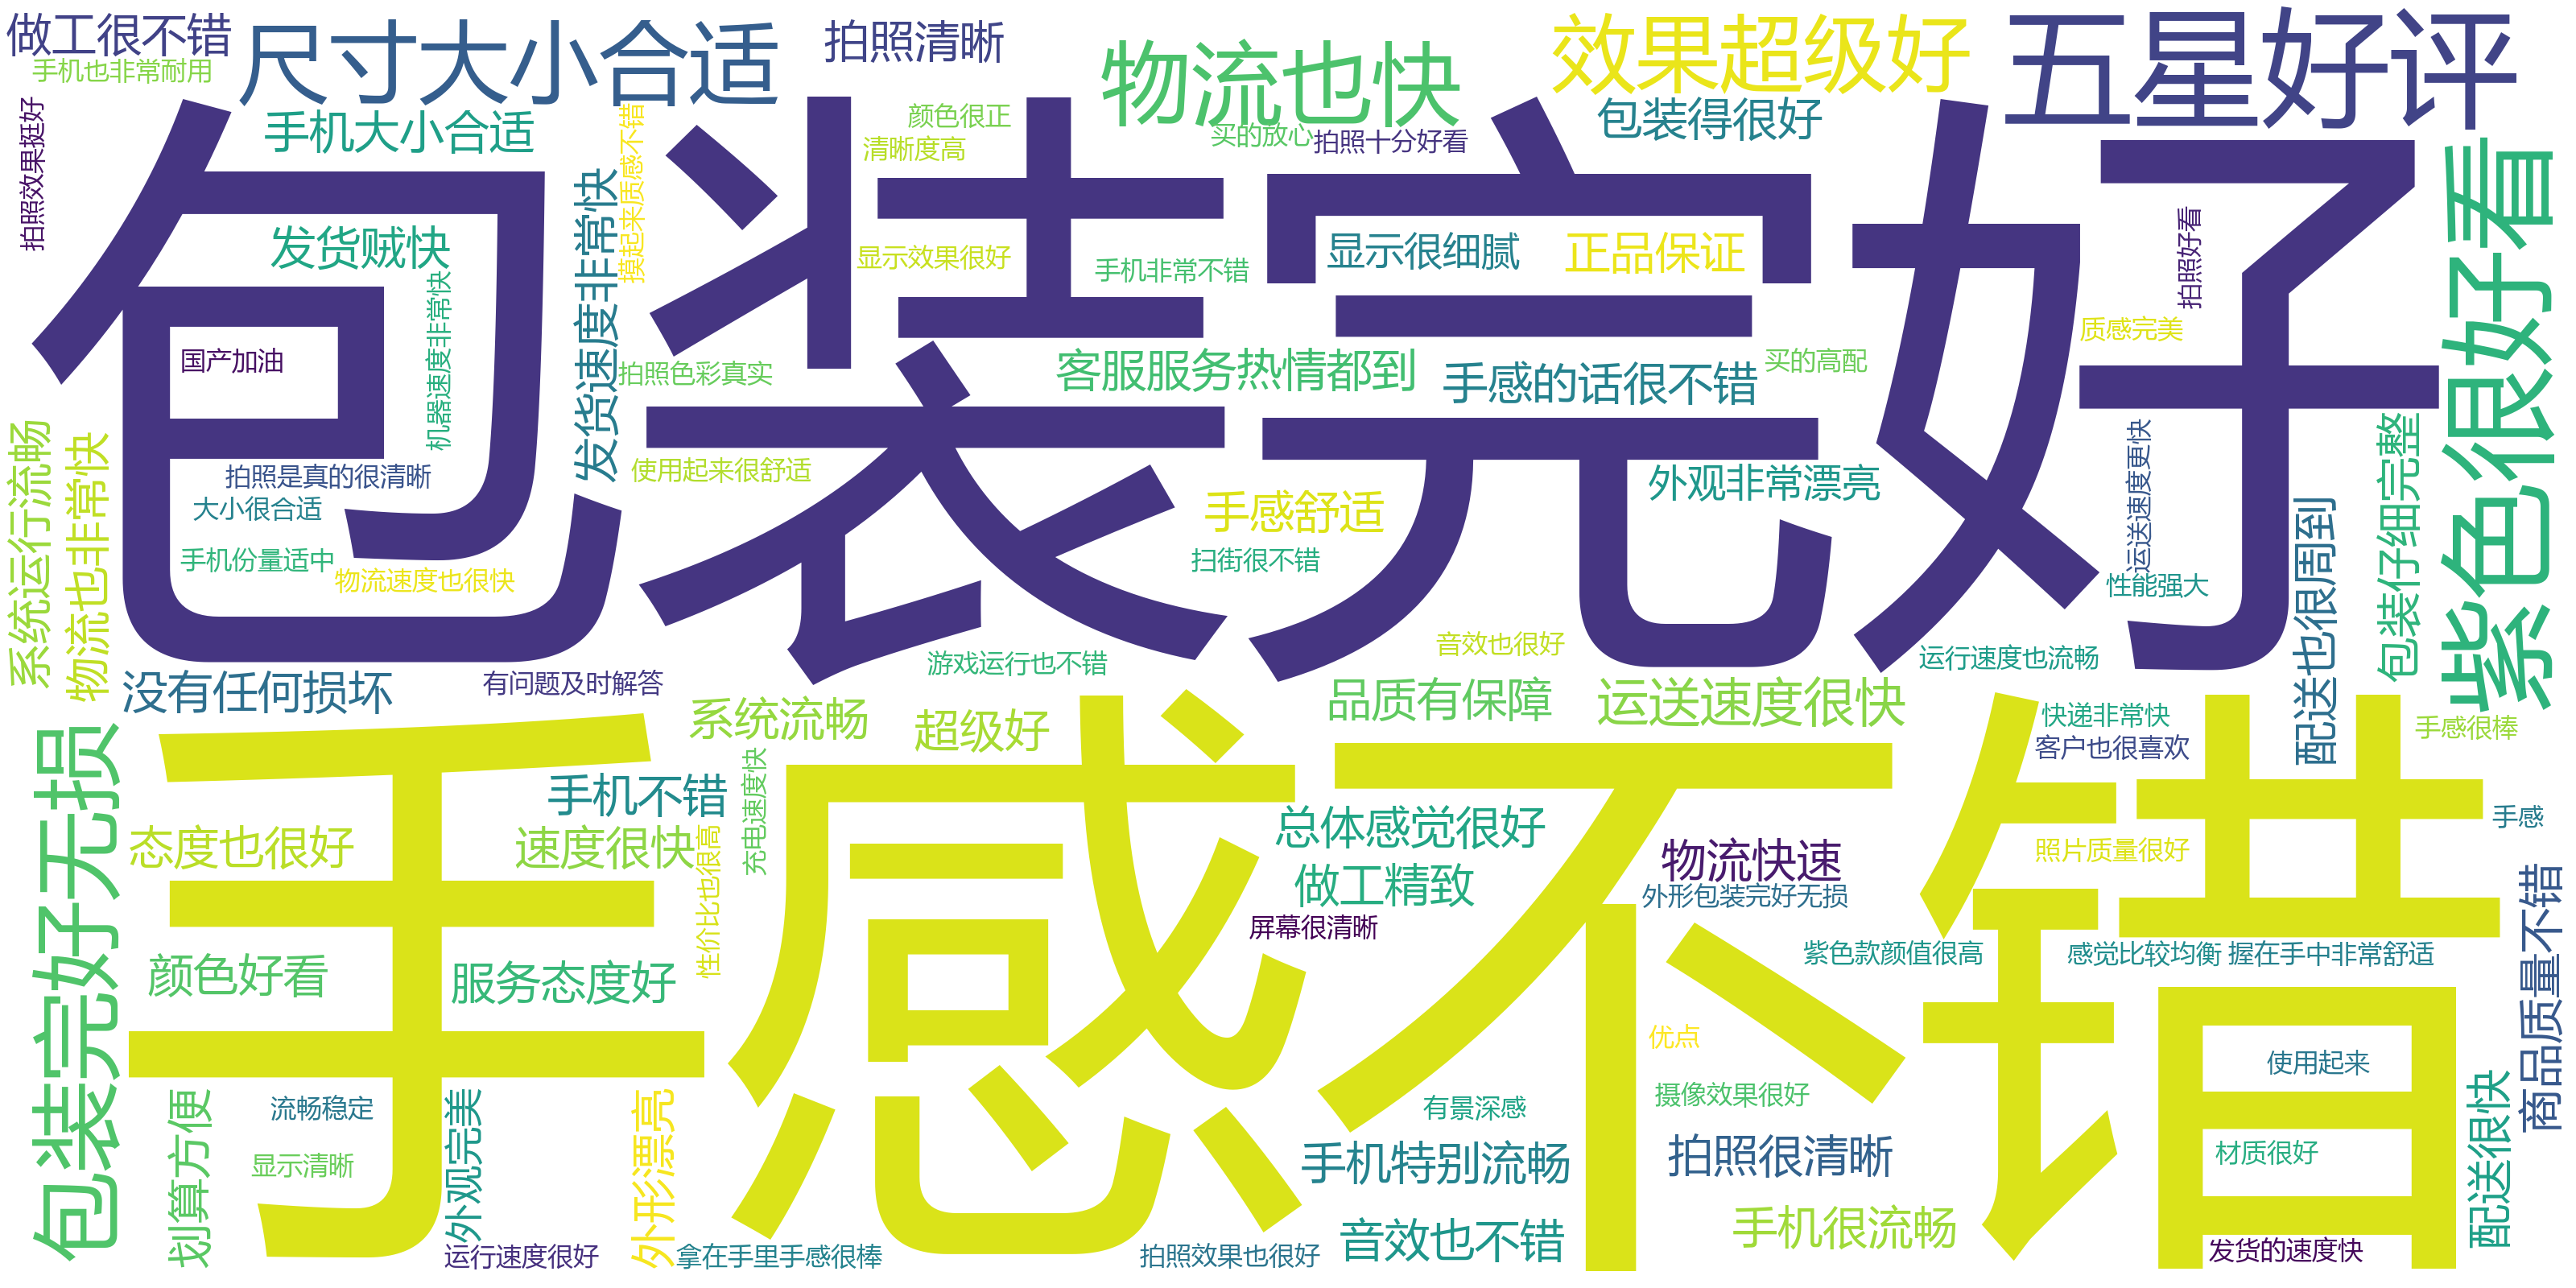 做工很不错
尺寸大小合适
拍照清晰
物流也快
效果超级好
五星好评
手机也非常耐用
拍照效果挺好
手机大小合适
摸起来质感不错
颜色很正
清晰度高
买的放心
拍照十分好看
包装得很好
紫色很好看
包装完好
发货贼快
发货速度非常快
显示效果很好
手机非常不错
显示很细腻
正品保证
拍照好看
机器速度非常快
国产加油
拍照色彩真实
客服服务热情都到
手感的话很不错
买的高配
质感完美
系统运行流畅
物流也非常快
拍照是真的很清晰
使用起来很舒适
手感舒适
外观非常漂亮
运送速度更快
包装仔细完整
大小很合适
手机份量适中
物流速度也很快
扫街很不错
性能强大
配送也很周到
没有任何损坏
有问题及时解答
游戏运行也不错
音效也很好
运行速度也流畅
系统流畅
超级好
品质有保障
运送速度很快
快递非常快
客户也很喜欢
手感很棒
包装完好无损
手感不错
手机不错
充电速度快
态度也很好
速度很快
性价比也很高
总体感觉很好
做工精致
物流快速
外形包装完好无损
照片质量很好
手感
屏幕很清晰
颜色好看
服务态度好
紫色款颜值很高
感觉比较均衡
握在手中非常舒适
商品质量不错
优点
使用起来
划算方便
流畅稳定
显示清晰
外观完美
外形漂亮
有景深感
摄像效果很好
手机特别流畅
拍照很清晰
材质很好
配送很快
运行速度很好
拿在手里手感很棒
拍照效果也很好
音效也不错
手机很流畅
发货的速度快